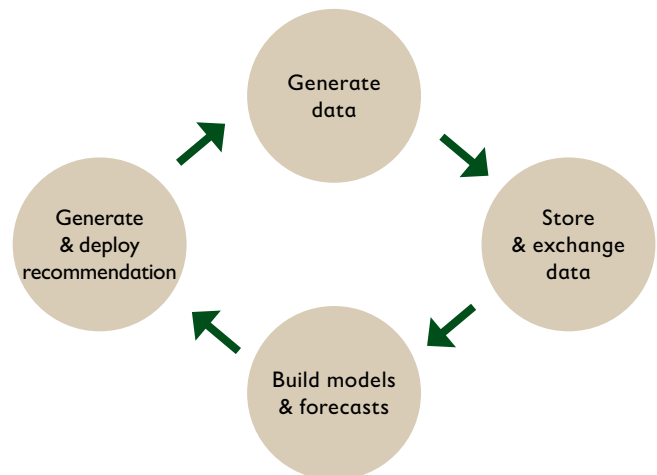 Generate
data
Store
& exchange
data
Build models
& forecasts
Generate
& deploy
recommendation